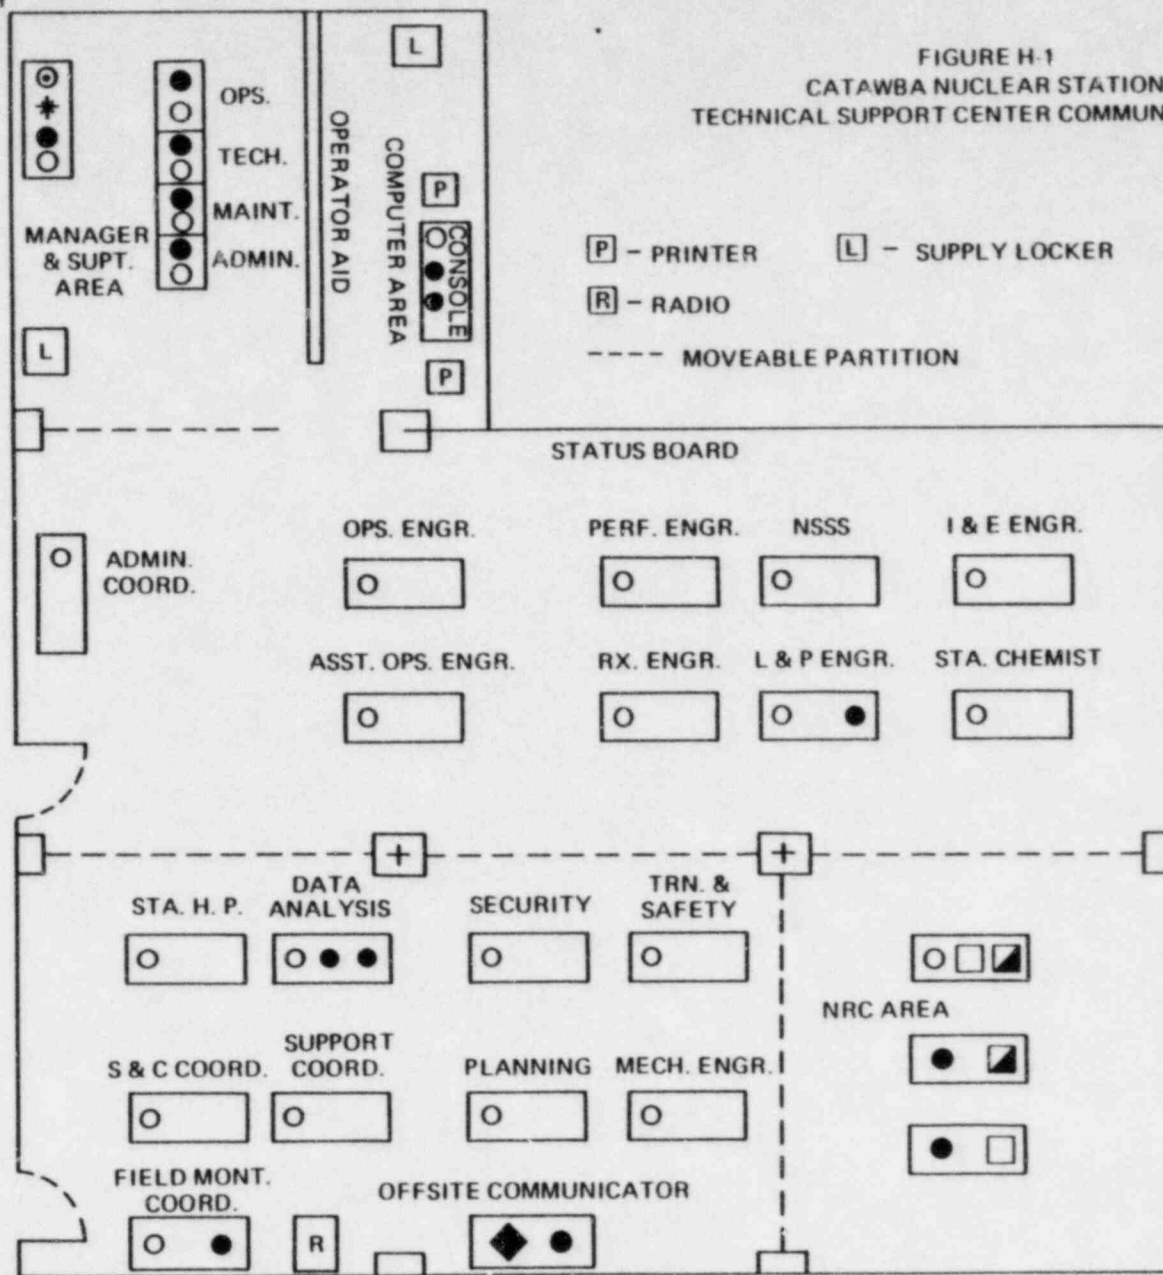 FIGURE H-1
CATAWBA NUCLEAR STATION
TECHNICAL SUPPORT CENTER COMMUN
L
OPS.
TECH.
MAINT.
ADMIN.
MANAGER
& SUPT.
AREA
L
OPERATOR AID
COMPUTER AREA
P
CONSOLE
P
P - PRINTER
L - SUPPLY LOCKER
R - RADIO
---- MOVEABLE PARTITION
STATUS BOARD
ADMIN.
COORD.
OPS. ENGR.
PERF. ENGR.
NSSS
I & E ENGR.
ASST. OPS. ENGR.
RX. ENGR.
L & P ENGR.
STA. CHEMIST
STA. H. P.
DATA
ANALYSIS
SECURITY
TRN. &
SAFETY
NRC AREA
S & C COORD.
SUPPORT
COORD.
PLANNING
MECH. ENGR.
FIELD MONT.
COORD.
R
OFFSITE COMMUNICATOR